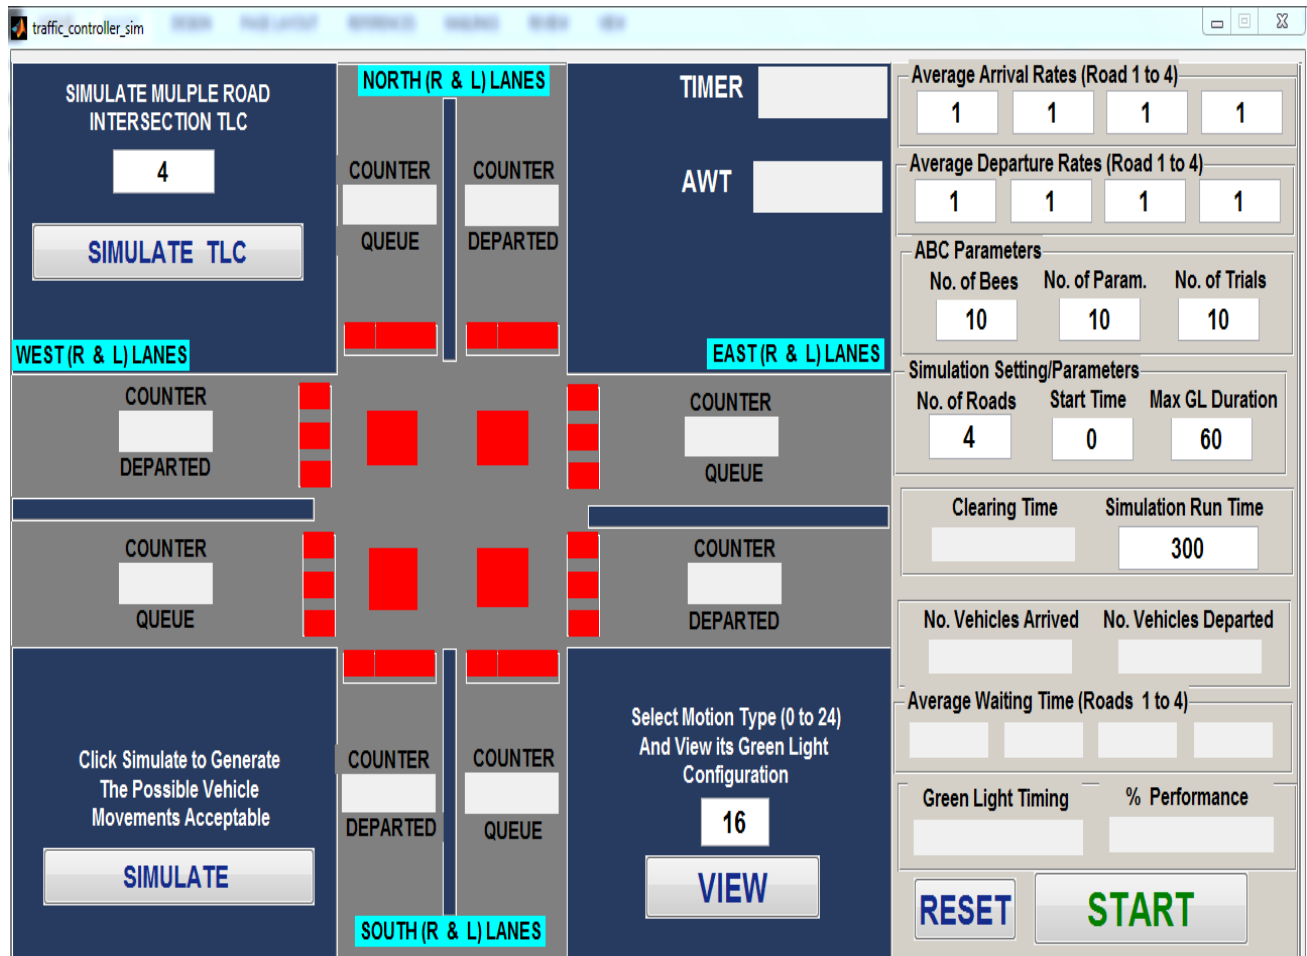 traffic_controller_sim
SIMULATE MULPLE ROAD
INTERSECTION TLC
4
SIMULATE TLC
NORTH (R & L) LANES
COUNTER
QUEUE
COUNTER
DEPARTED
TIMER
AWT
WEST (R & L) LANES
EAST (R & L) LANES
COUNTER
DEPARTED
COUNTER
QUEUE
COUNTER
QUEUE
COUNTER
DEPARTED
Click Simulate to Generate
The Possible Vehicle
Movements Acceptable
SIMULATE
COUNTER
DEPARTED
COUNTER
QUEUE
SOUTH (R & L) LANES
Select Motion Type (0 to 24)
And View its Green Light
Configuration
16
VIEW
Average Arrival Rates (Road 1 to 4)
1 1 1 1
Average Departure Rates (Road 1 to 4)
1 1 1 1
ABC Parameters
No. of Bees No. of Param. No. of Trials
10 10 10
Simulation Setting/Parameters
No. of Roads Start Time Max GL Duration
4 0 60
Clearing Time Simulation Run Time
300
No. Vehicles Arrived No. Vehicles Departed
Average Waiting Time (Roads 1 to 4)
Green Light Timing % Performance
RESET START